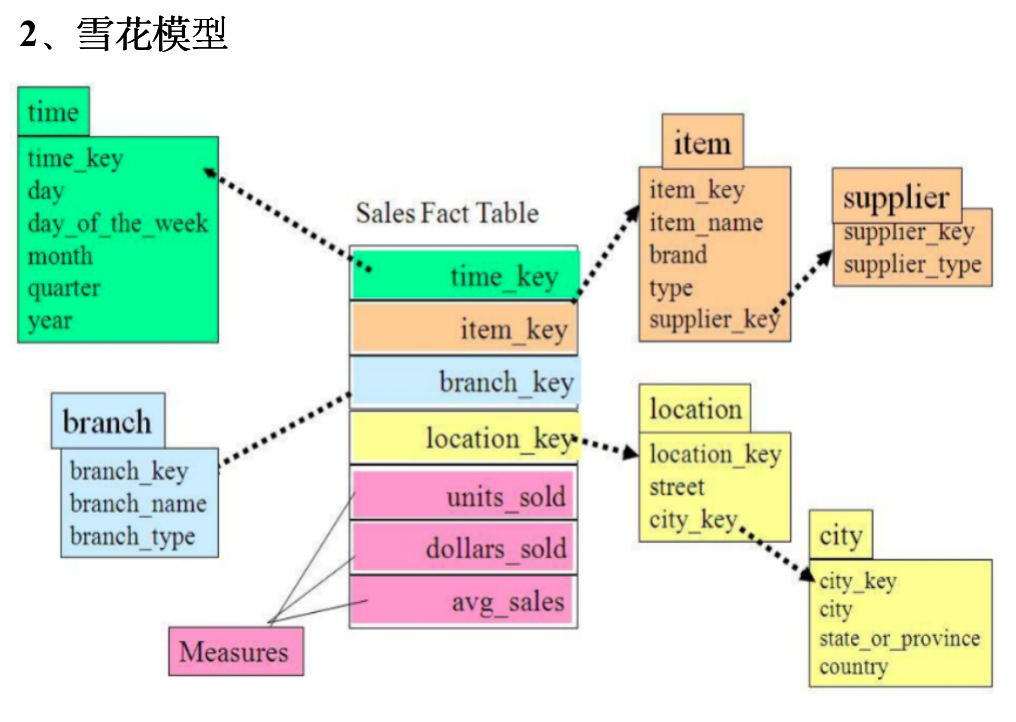 2、雪花模型
time
time_key
day
day_of_the_week
month
quarter
year
branch
branch_key
branch_name
branch_type
Sales Fact Table
time_key
item_key
branch_key
location_key
units_sold
dollars_sold
avg_sales
Measures
item
item_key
item_name
brand
type
supplier_key
supplier
supplier_key
supplier_type
location
location_key
street
city_key
city
city_key
city
state_or_province
country